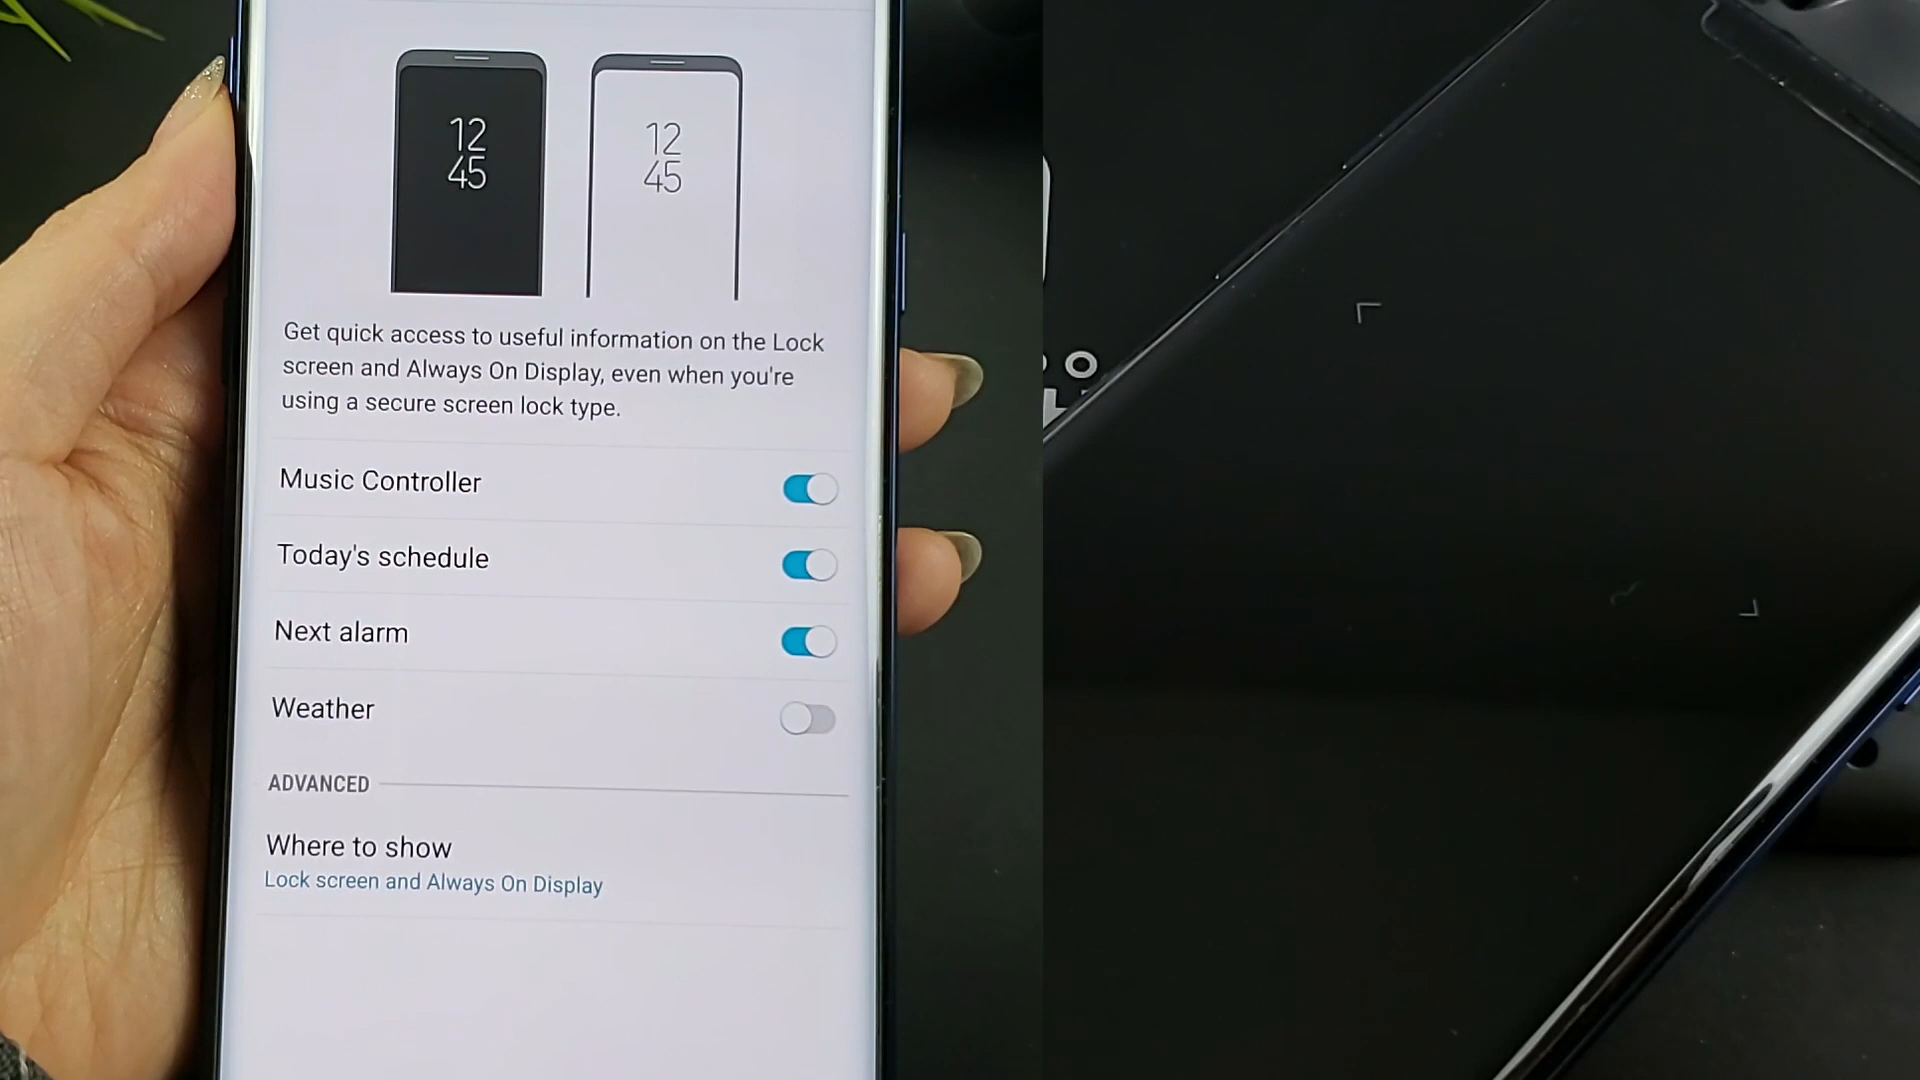 12
45
12
45
Get quick access to useful information on the Lock
screen and Always On Display, even when you're
using a secure screen lock type.
Music Controller
Today's schedule
Next alarm
Weather
ADVANCED
Where to show
Lock screen and Always On Display